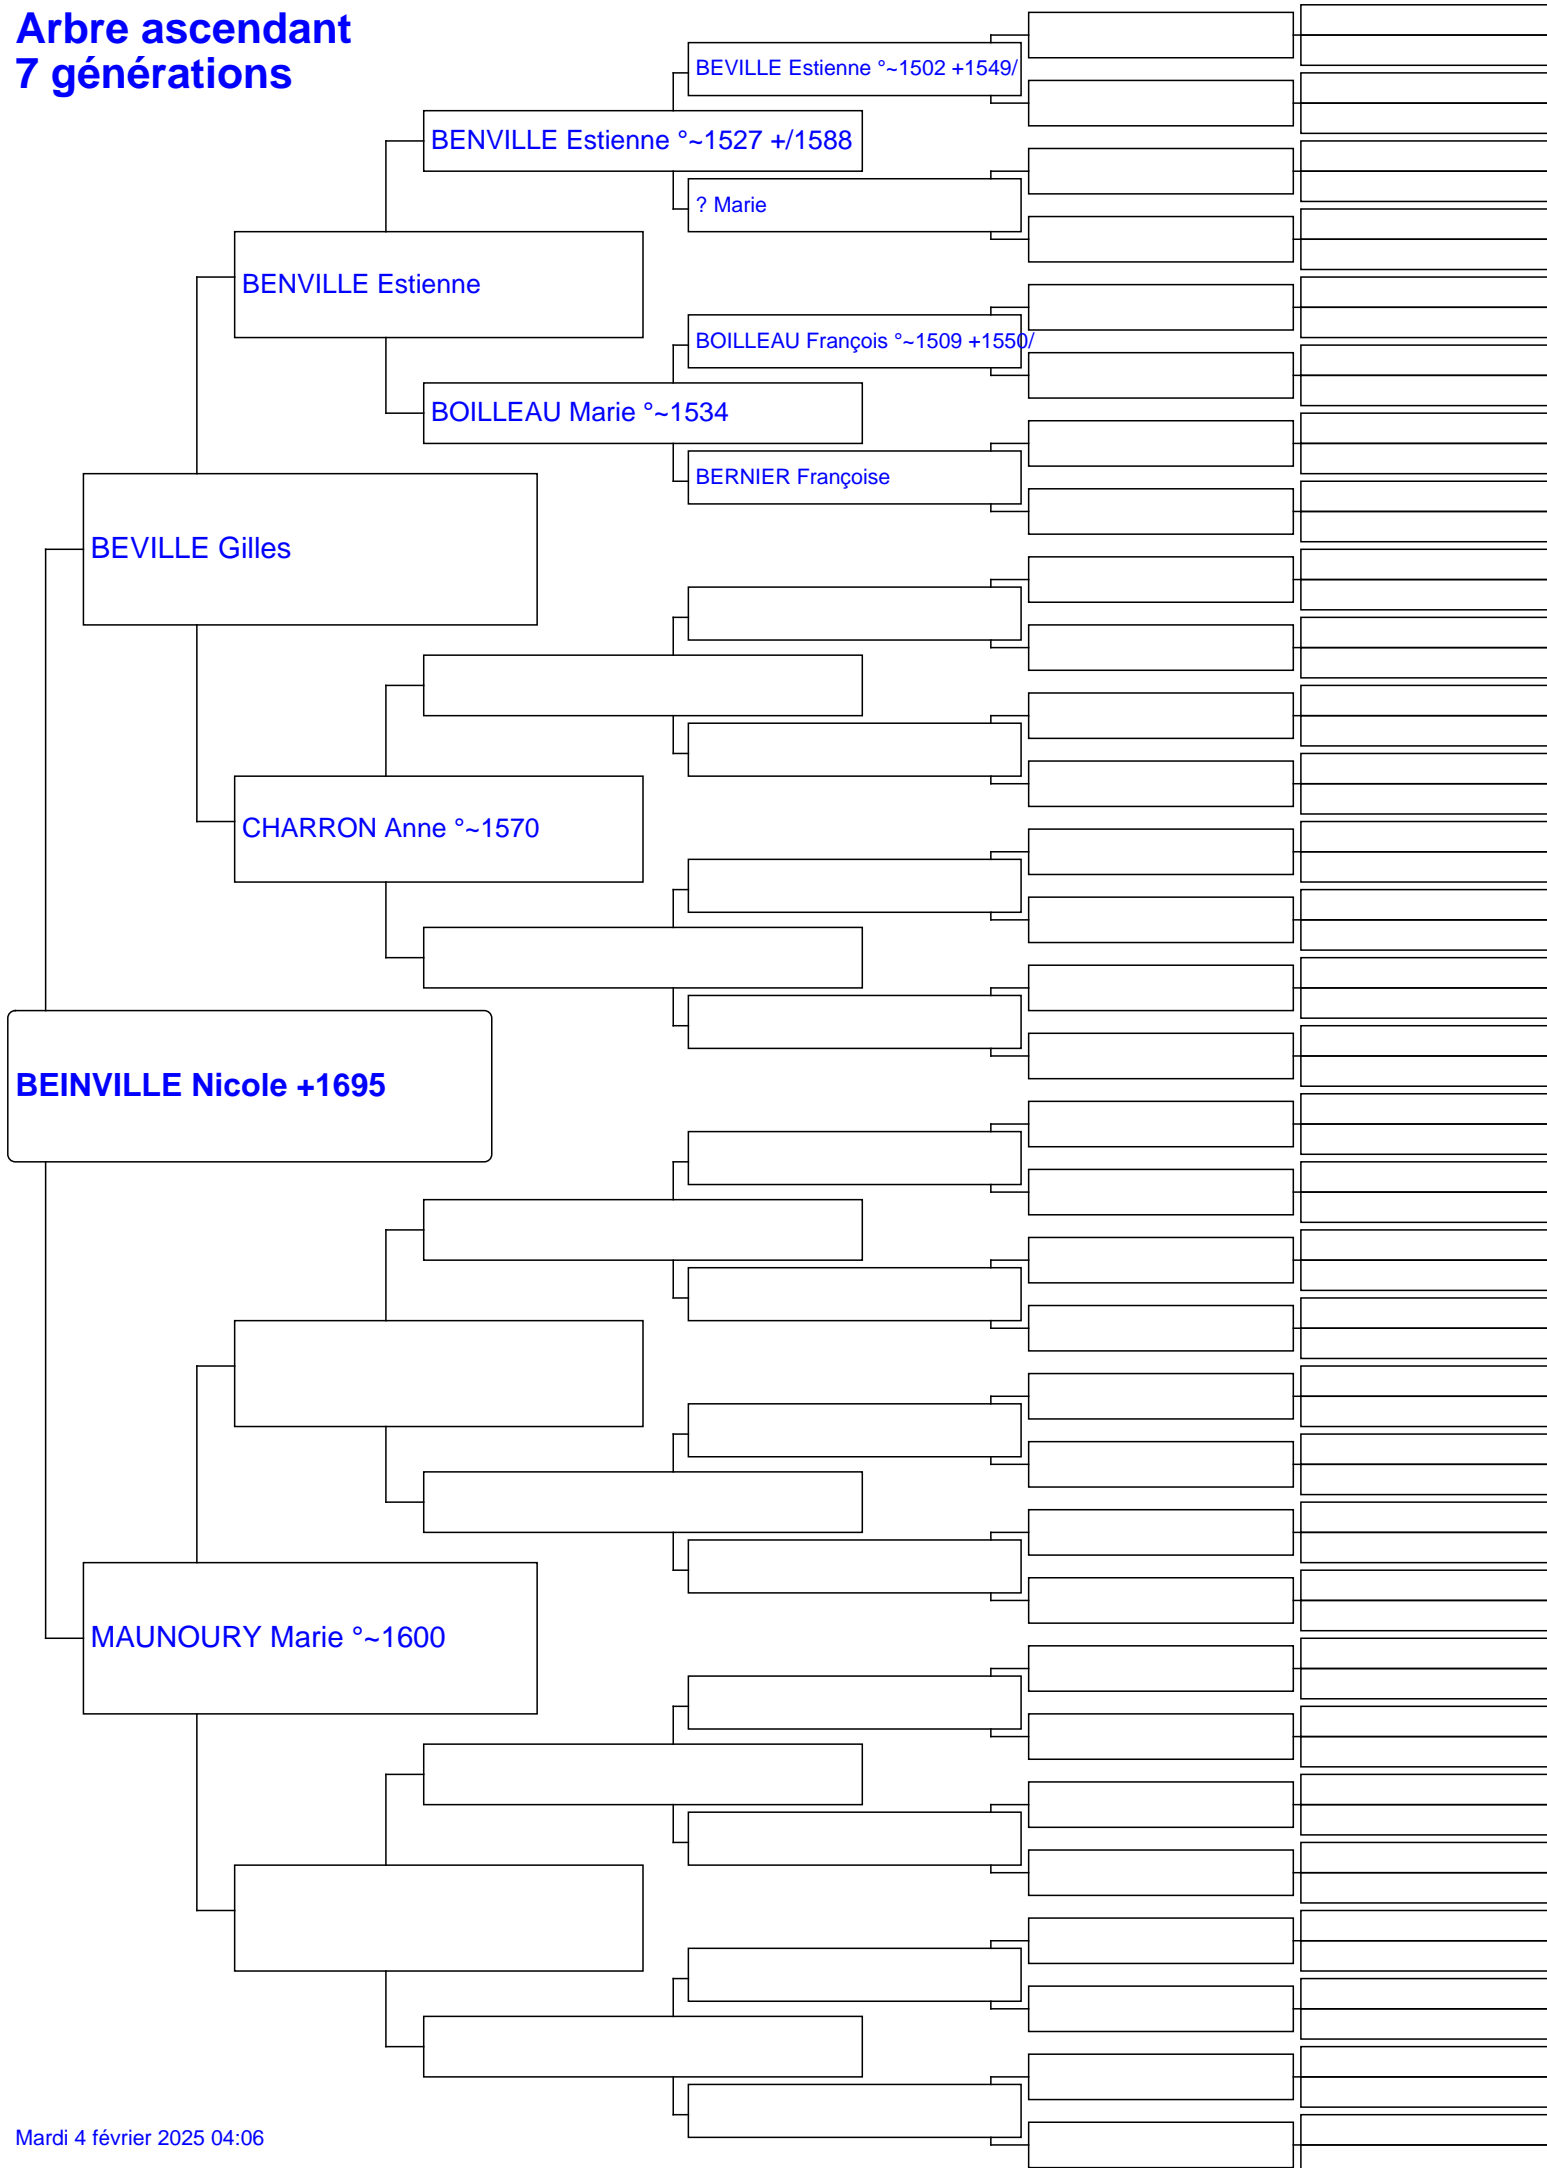 Arbre ascendant
7 générations
BEVILLE Estienne °~1502 +1549/
BENVILLE Estienne °~1527 +/1588
? Marie
BENVILLE Estienne
BOILLEAU François °~1509 +1550/
BOILLEAU Marie °~1534
BERNIER Françoise
BEVILLE Gilles
CHARRON Anne °~1570
BEINVILLE Nicole +1695
MAUNOURY Marie °~1600
Mardi 4 février 2025 04:06